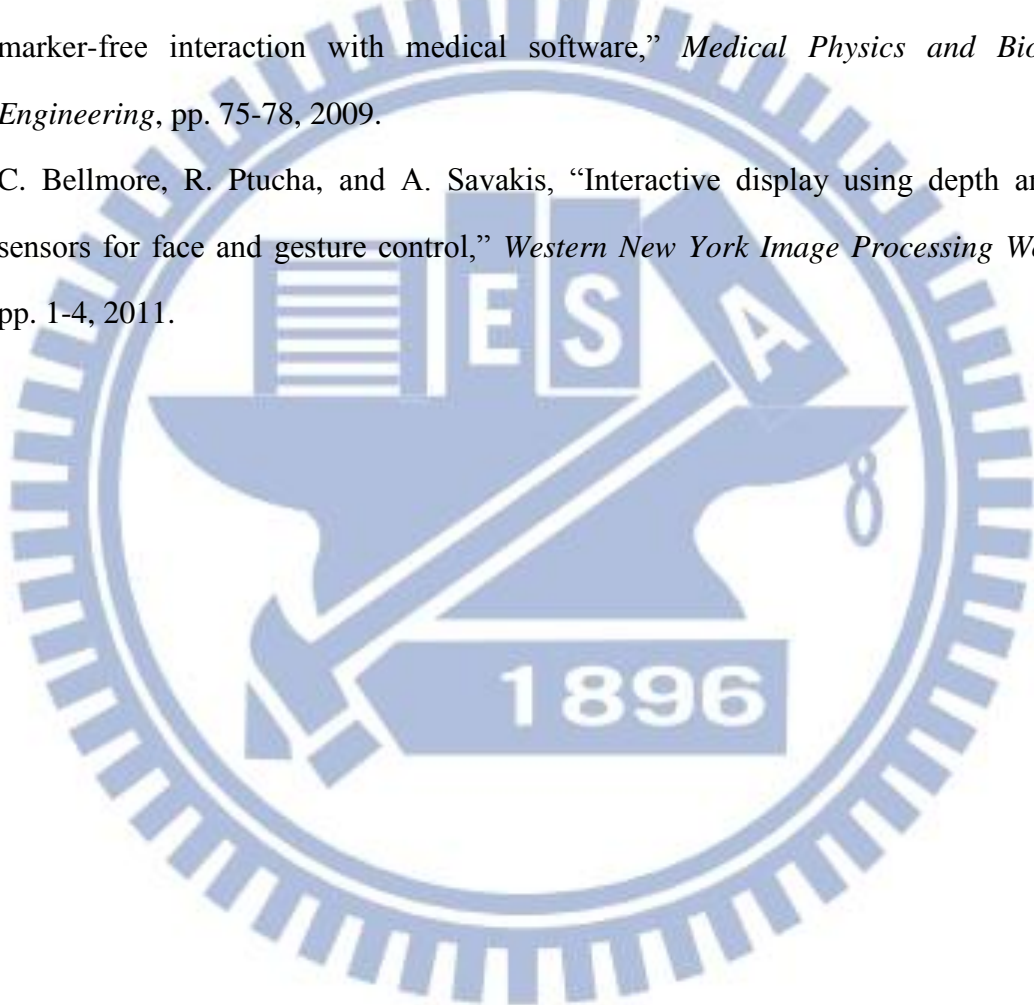 marker-free interaction with medical software,” Medical Physics and Bio
Engineering, pp. 75-78, 2009.
C. Bellmore, R. Ptucha, and A. Savakis, “Interactive display using depth
sensors for face and gesture control,” Western New York Image Processing
pp. 1-4, 2011.
E S A
1896